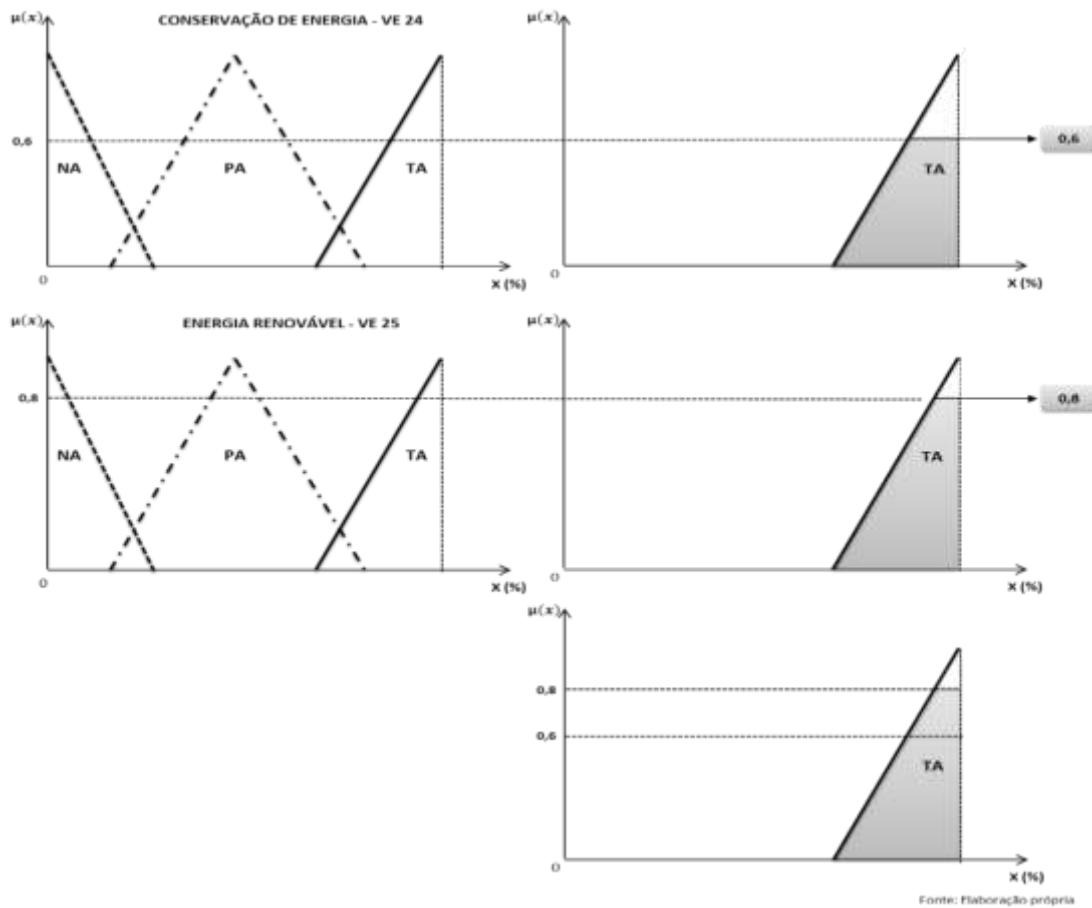 μ(x)
CONSERVAÇÃO DE ENERGIA - VE 24
μ(x)
0,6
NA
PA
TA
TA
0,6
0
X (%)
0
X (%)
μ(x)
ENERGIA RENOVÁVEL - VE 25
μ(x)
0,8
NA
PA
TA
TA
0,8
0
X (%)
0
X (%)
μ(x)
0,8
0,6
TA
0
X (%)
Fonte: Elaboração própria